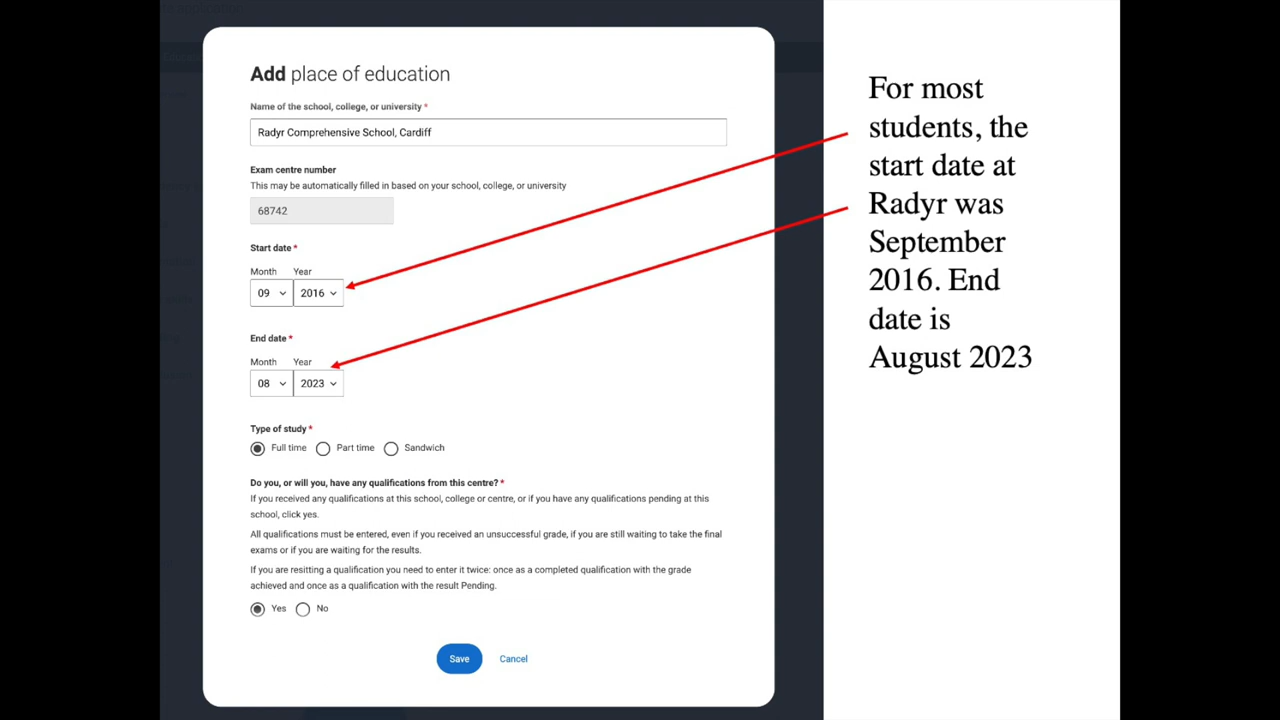 Add place of education
Name of the school, college, or university *
Radyr Comprehensive School, Cardiff
Exam centre number
This may be automatically filled in based on your school, college, or university
68742
Start date *
Month Year
09 2016
End date *
Month Year
08 2023
Type of study *
Full time Part time Sandwich
Do you, or will you, have any qualifications from this centre? *
If you received any qualifications at this school, college or centre, or if you have any qualifications pending at this
school, click yes.
All qualifications must be entered, even if you received an unsuccessful grade, if you are still waiting to take the final
exams or if you are waiting for the results.
If you are resitting a qualification you need to enter it twice: once as a completed qualification with the grade
achieved and once as a qualification with the result Pending.
Yes No
Save Cancel
For most
students, the
start date at
Radyr was
September
2016. End
date is
August 2023